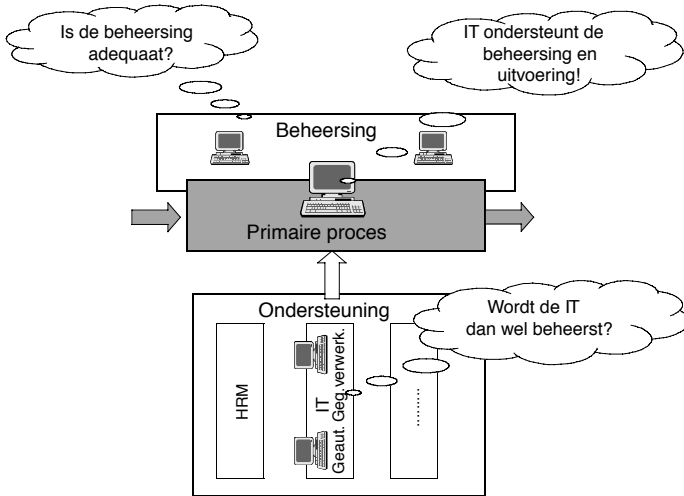 Is de beheersing
adequaat?
IT ondersteunt de
beheersing en
uitvoering!
Beheersing
Primaire proces
Ondersteuning
Wordt de IT
dan wel beheerst?
HRM
IT
Geaut. Geg.verwerk.
.........